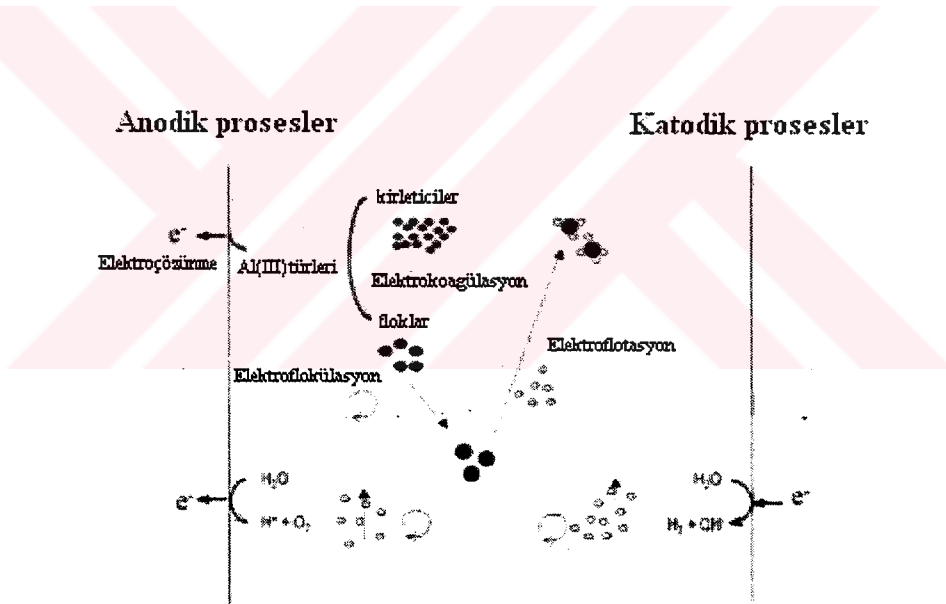 Anodik prosesler
Katodik prosesler
kirleticiler
e⁻
Elektroçözünme
Al(III)türleri
Elektrokoagülasyon
floklar
Elektroflotasyon
Elektroflokülasyon
H₂O
e⁻
H⁺ + O₂
H₂O
e⁻
H₂ + OH⁻